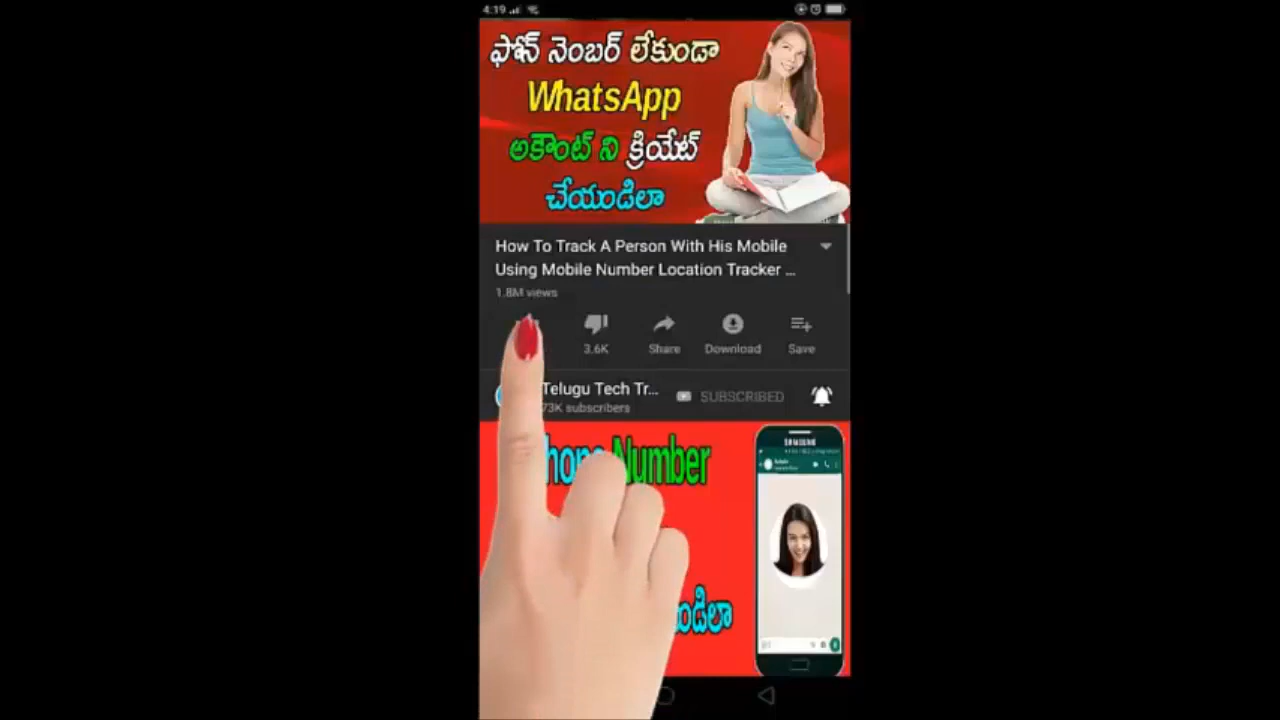 4:19
ఫోన్ నెంబర్ లేకుండా
WhatsApp
అకౌంట్ ని క్రియేట్
చేయండిలా
How To Track A Person With His Mobile
Using Mobile Number Location Tracker ...
1.8M views
3.6K Share Download Save
Telugu Tech Tr...
73K subscribers
SUBSCRIBED
Number
SAMSUNG